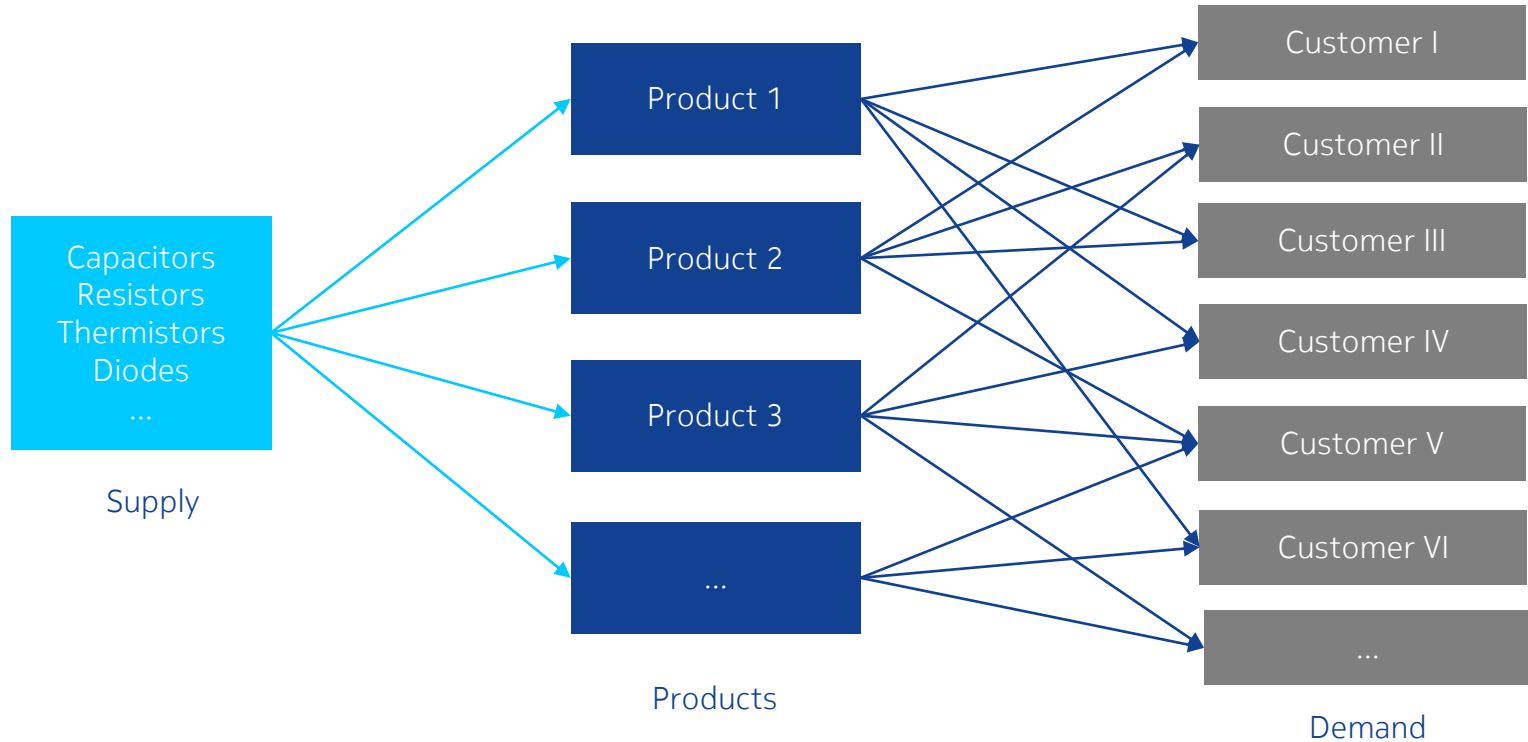 Capacitors
Resistors
Thermistors
Diodes
...
Supply
Product 1
Product 2
Product 3
...
Products
Customer I
Customer II
Customer III
Customer IV
Customer V
Customer VI
...
Demand